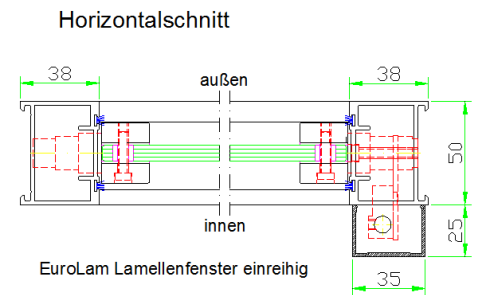 Horizontalschnitt
38
38
außen
50
innen
25
EuroLam Lamellenfenster einreihig
35